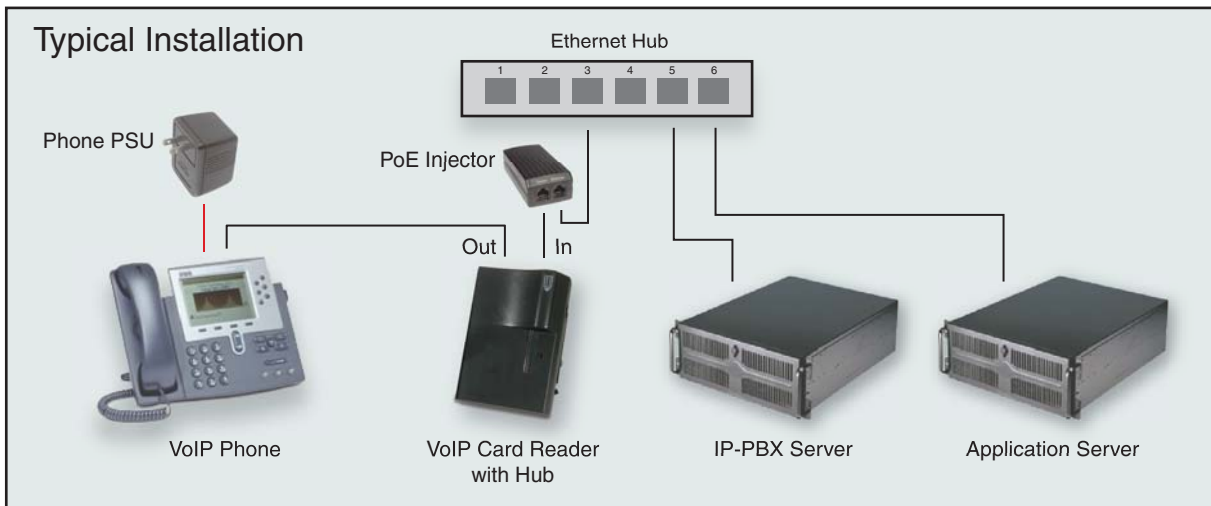 Typical Installation
Ethernet Hub
1 2 3 4 5 6
Phone PSU
PoE Injector
Out
In
VoIP Phone
VoIP Card Reader
with Hub
IP-PBX Server
Application Server